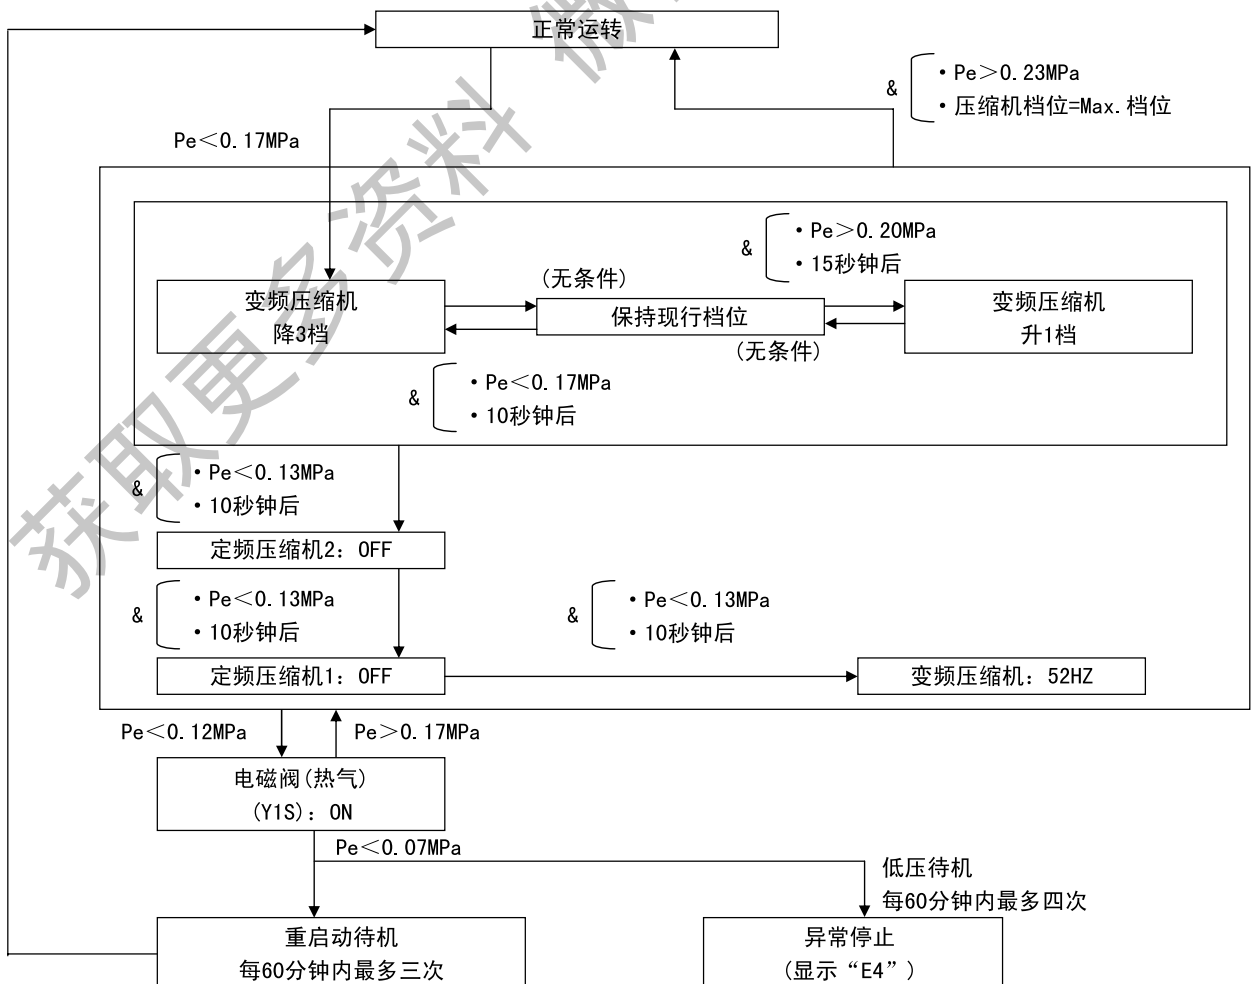 正常运转
&
・Pe＞0.23MPa
・压缩机档位=Max.档位
Pe＜0.17MPa
&
・Pe＞0.20MPa
・15秒钟后
变频压缩机
降3档
(无条件)
保持现行档位
(无条件)
变频压缩机
升1档
&
・Pe＜0.17MPa
・10秒钟后
&
・Pe＜0.13MPa
・10秒钟后
定频压缩机2：OFF
&
・Pe＜0.13MPa
・10秒钟后
&
・Pe＜0.13MPa
・10秒钟后
定频压缩机1：OFF
变频压缩机：52HZ
Pe＜0.12MPa
Pe＞0.17MPa
电磁阀(热气)
(Y1S)：ON
Pe＜0.07MPa
低压待机
每60分钟内最多四次
重启动待机
每60分钟内最多三次
异常停止
(显示“E4”)
获取更多资料 微